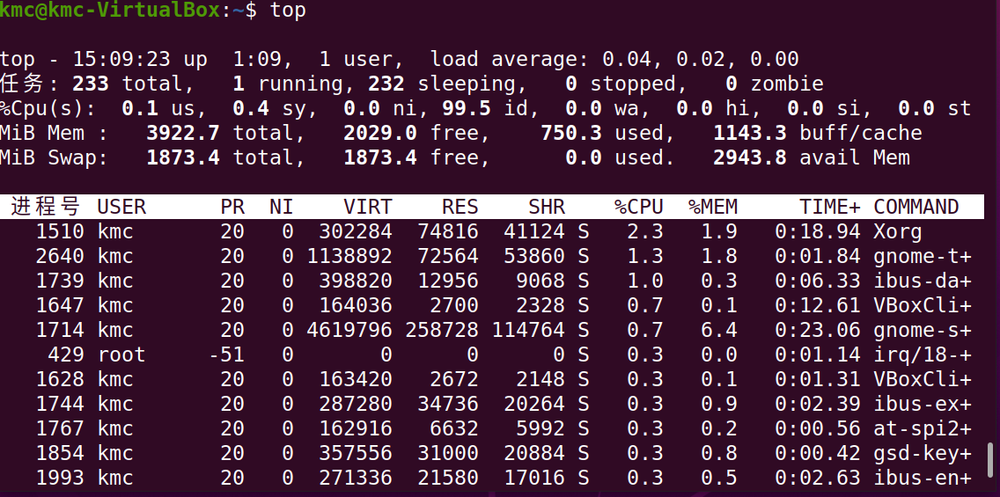 kmc@kmc-VirtualBox:~$ top
top - 15:09:23 up  1:09,  1 user,  load average: 0.04, 0.02, 0.00
任务: 233 total,   1 running, 232 sleeping,   0 stopped,   0 zombie
%Cpu(s):  0.1 us,  0.4 sy,  0.0 ni, 99.5 id,  0.0 wa,  0.0 hi,  0.0 si,  0.0 st
MiB Mem :   3922.7 total,   2029.0 free,    750.3 used,   1143.3 buff/cache
MiB Swap:   1873.4 total,   1873.4 free,      0.0 used.   2943.8 avail Mem
进程号 USER      PR  NI    VIRT    RES    SHR    %CPU  %MEM     TIME+ COMMAND
1510 kmc       20   0  302284  74816  41124 S   2.3   1.9   0:18.94 Xorg
2640 kmc       20   0 1138892  72564  53860 S   1.3   1.8   0:01.84 gnome-t+
1739 kmc       20   0  398820  12956   9068 S   1.0   0.3   0:06.33 ibus-da+
1647 kmc       20   0  164036   2700   2328 S   0.7   0.1   0:12.61 VBoxCli+
1714 kmc       20   0 4619796 258728 114764 S   0.7   6.4   0:23.06 gnome-s+
429 root     -51   0       0      0      0 S   0.3   0.0   0:01.14 irq/18-+
1628 kmc       20   0  163420   2672   2148 S   0.3   0.1   0:01.31 VBoxCli+
1744 kmc       20   0  287280  34736  20264 S   0.3   0.9   0:02.39 ibus-ex+
1767 kmc       20   0  162916   6632   5992 S   0.3   0.2   0:00.56 at-spi2+
1854 kmc       20   0  357556  31000  20884 S   0.3   0.8   0:00.42 gsd-key+
1993 kmc       20   0  271336  21580  17016 S   0.3   0.5   0:02.63 ibus-en+